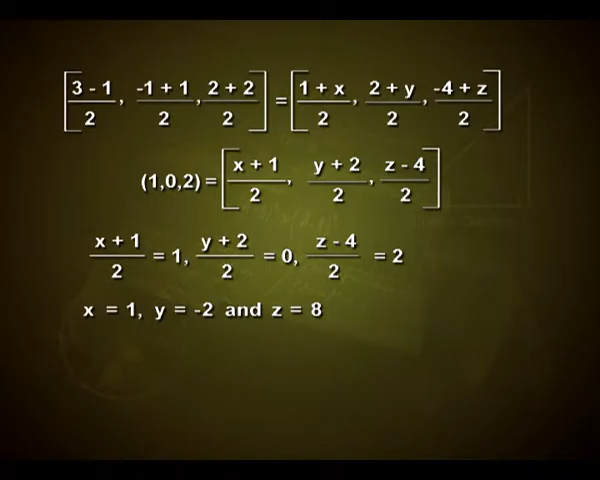 [(3 - 1)/2, (-1 + 1)/2, (2 + 2)/2] = [(1 + x)/2, (2 + y)/2, (-4 + z)/2]
(1,0,2) = [(x + 1)/2, (y + 2)/2, (z - 4)/2]
(x + 1)/2 = 1, (y + 2)/2 = 0, (z - 4)/2 = 2
x = 1, y = -2 and z = 8